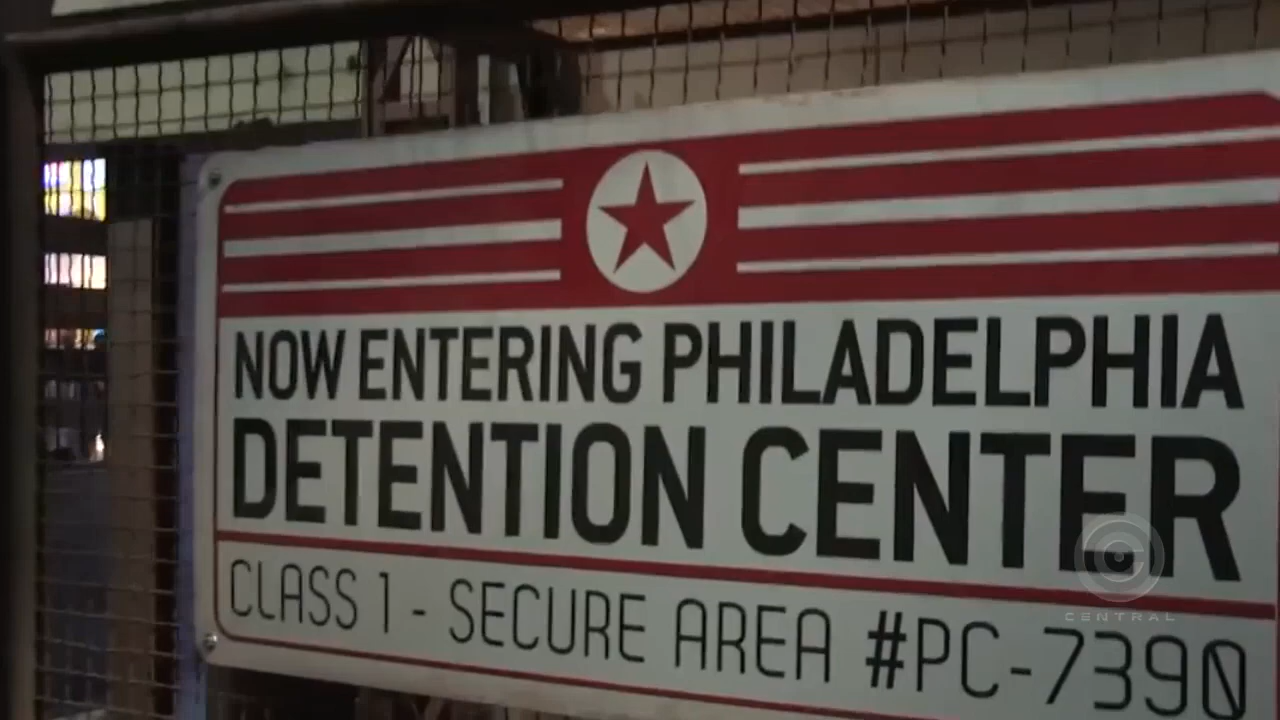 NOW ENTERING PHILADELPHIA
DETENTION CENTER
CLASS 1 - SECURE AREA #PC-7390
CENTRAL